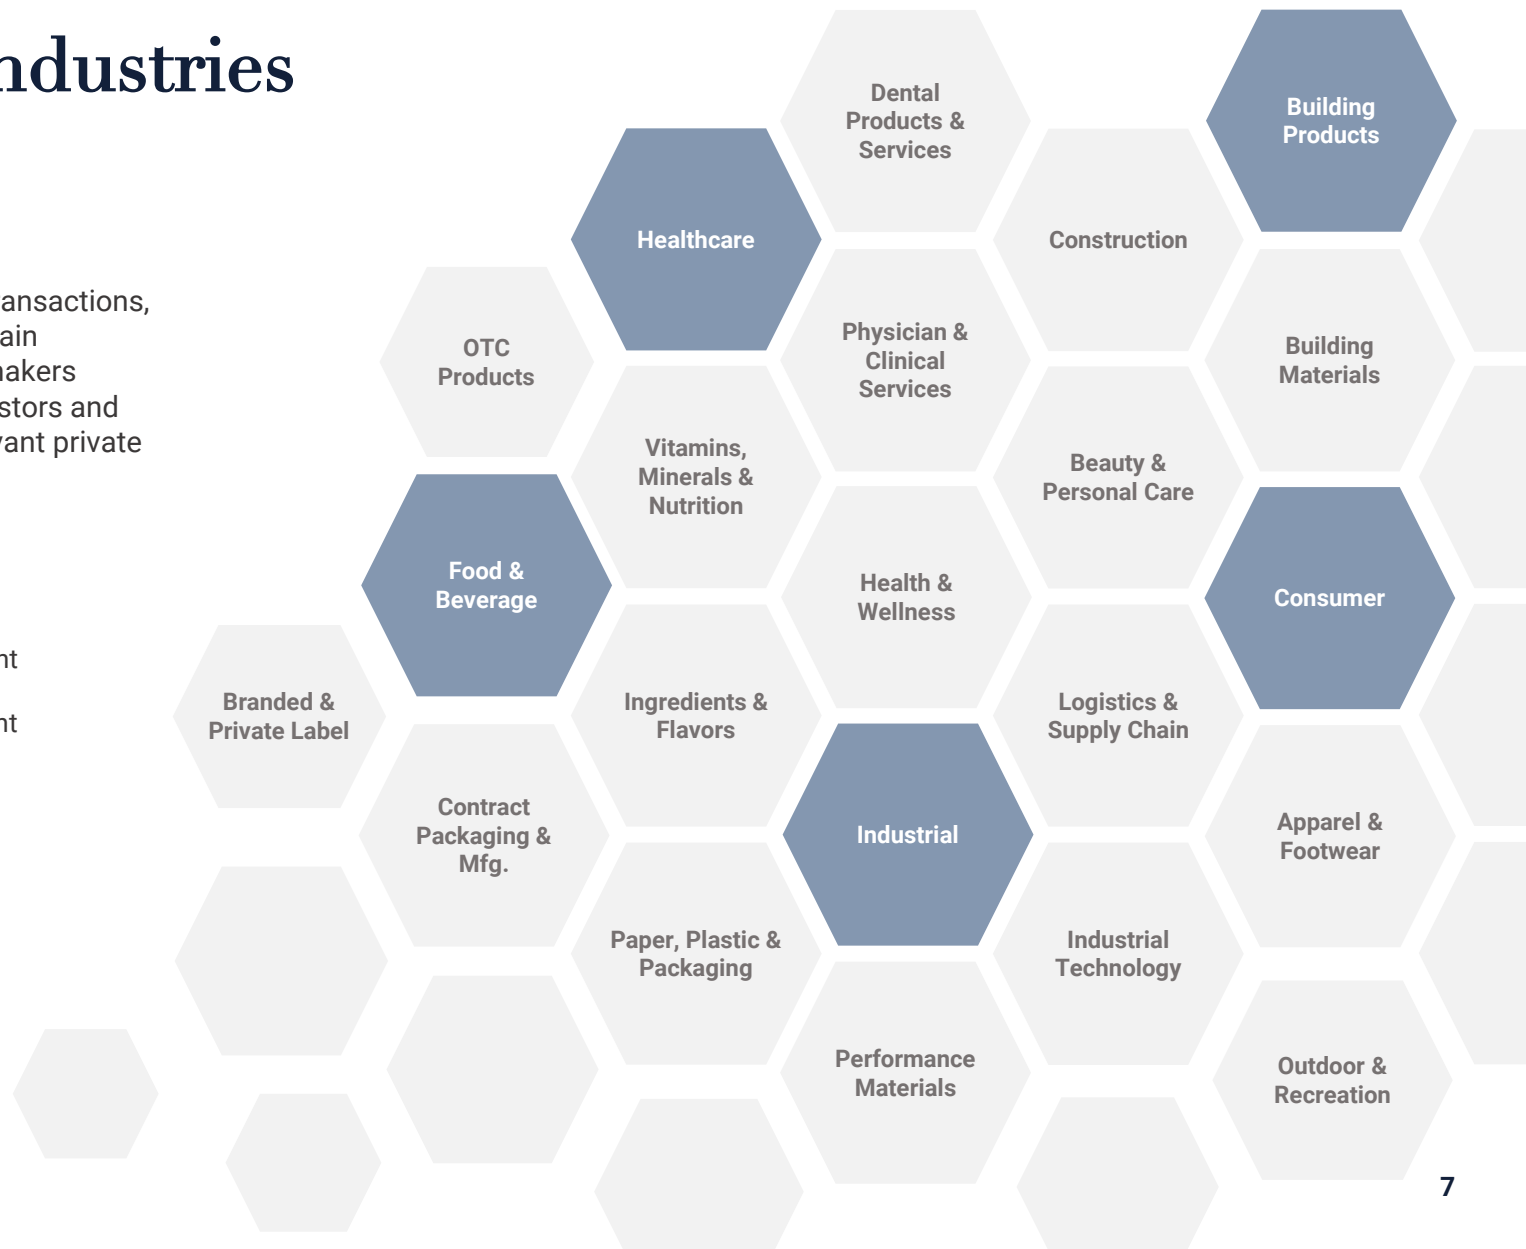 ndustries
ansactions,
ain
nakers
stors and
vant private
nt
nt
Dental
Products &
Services
Building
Products
Healthcare
Construction
OTC
Products
Physician &
Clinical
Services
Building
Materials
Vitamins,
Minerals &
Nutrition
Beauty &
Personal Care
Food &
Beverage
Health &
Wellness
Consumer
Branded &
Private Label
Ingredients &
Flavors
Logistics &
Supply Chain
Contract
Packaging &
Mfg.
Industrial
Apparel &
Footwear
Paper, Plastic &
Packaging
Industrial
Technology
Performance
Materials
Outdoor &
Recreation
7